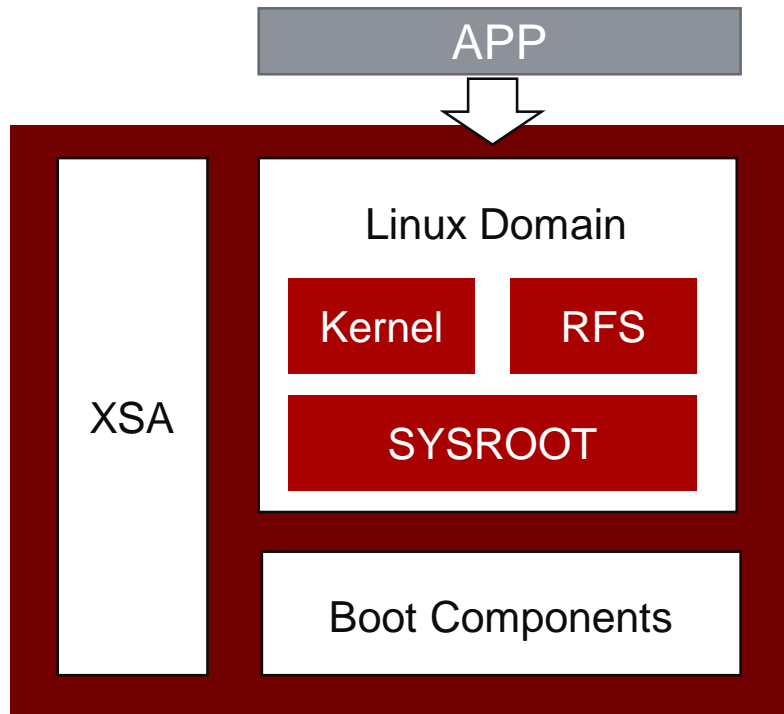 APP
Linux Domain
Kernel
RFS
XSA
SYSROOT
Boot Components